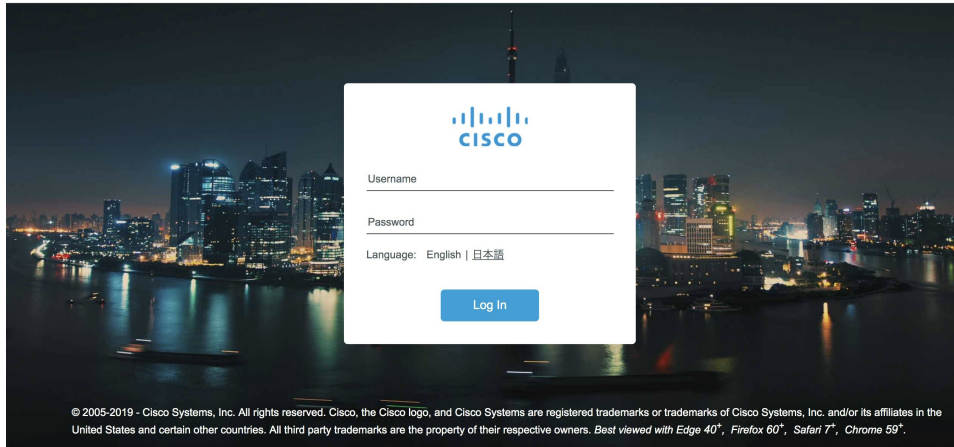 CISCO
Username
Password
Language: English | 日本語
Log In
© 2005-2019 - Cisco Systems, Inc. All rights reserved. Cisco, the Cisco logo, and Cisco Systems are registered trademarks or trademarks of Cisco Systems, Inc. and/or its affiliates in the
United States and certain other countries. All third party trademarks are the property of their respective owners. Best viewed with Edge 40+, Firefox 60+, Safari 7+, Chrome 59+.